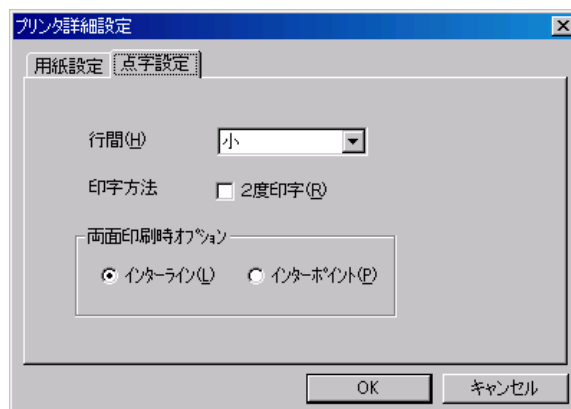 プリンタ詳細設定
用紙設定 点字設定
行間(H) 小
印字方法 2度印字(R)
両面印刷時ｵﾌﾟｼｮﾝ
ｲﾝﾀｰﾗｲﾝ(L) ｲﾝﾀｰﾎﾟｲﾝﾄ(P)
OK キャンセル